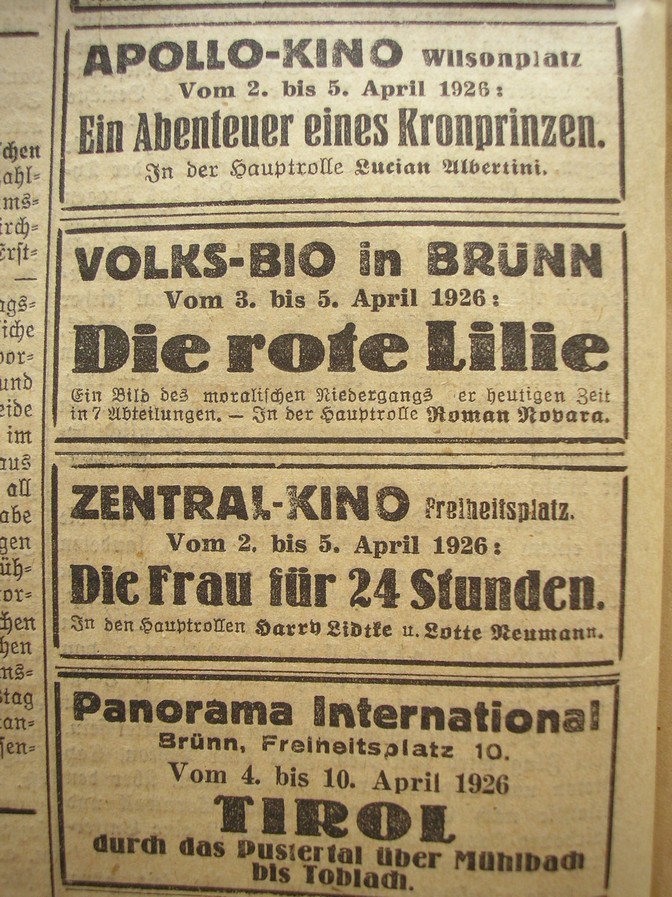 APOLLO-KINO Wilsonplatz
Vom 2. bis 5. April 1926:
Ein Abenteuer eines Kronprinzen.
In der Hauptrolle Lucian Albertini.
VOLKS-BIO in BRÜNN
Vom 3. bis 5. April 1926:
Die rote Lilie
Ein Bild des moralischen Niedergangs er heutigen Zeit
in 7 Abteilungen. — In der Hauptrolle Roman Novara.
ZENTRAL-KINO Freiheitsplatz.
Vom 2. bis 5. April 1926:
Die Frau für 24 Stunden.
In den Hauptrollen Harry Lidtke u. Lotte Neumann.
Panorama International
Brünn, Freiheitsplatz 10.
Vom 4. bis 10. April 1926
TIROL
durch das Pustertal über Mühlbach
bis Toblach.